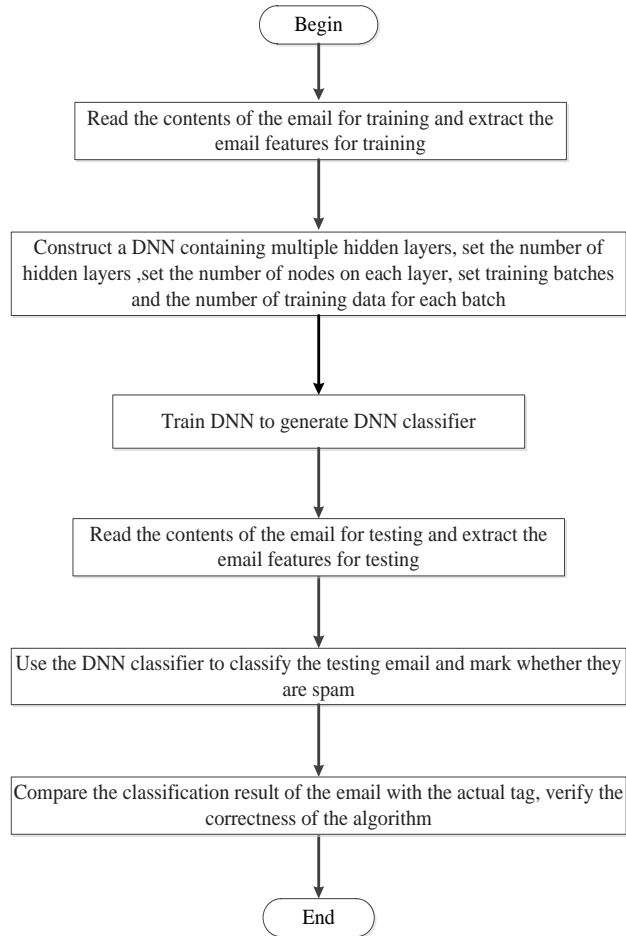 Begin
Read the contents of the email for training and extract the
email features for training
Construct a DNN containing multiple hidden layers, set the number of
hidden layers ,set the number of nodes on each layer, set training batches
and the number of training data for each batch
Train DNN to generate DNN classifier
Read the contents of the email for testing and extract the
email features for testing
Use the DNN classifier to classify the testing email and mark whether they
are spam
Compare the classification result of the email with the actual tag, verify the
correctness of the algorithm
End